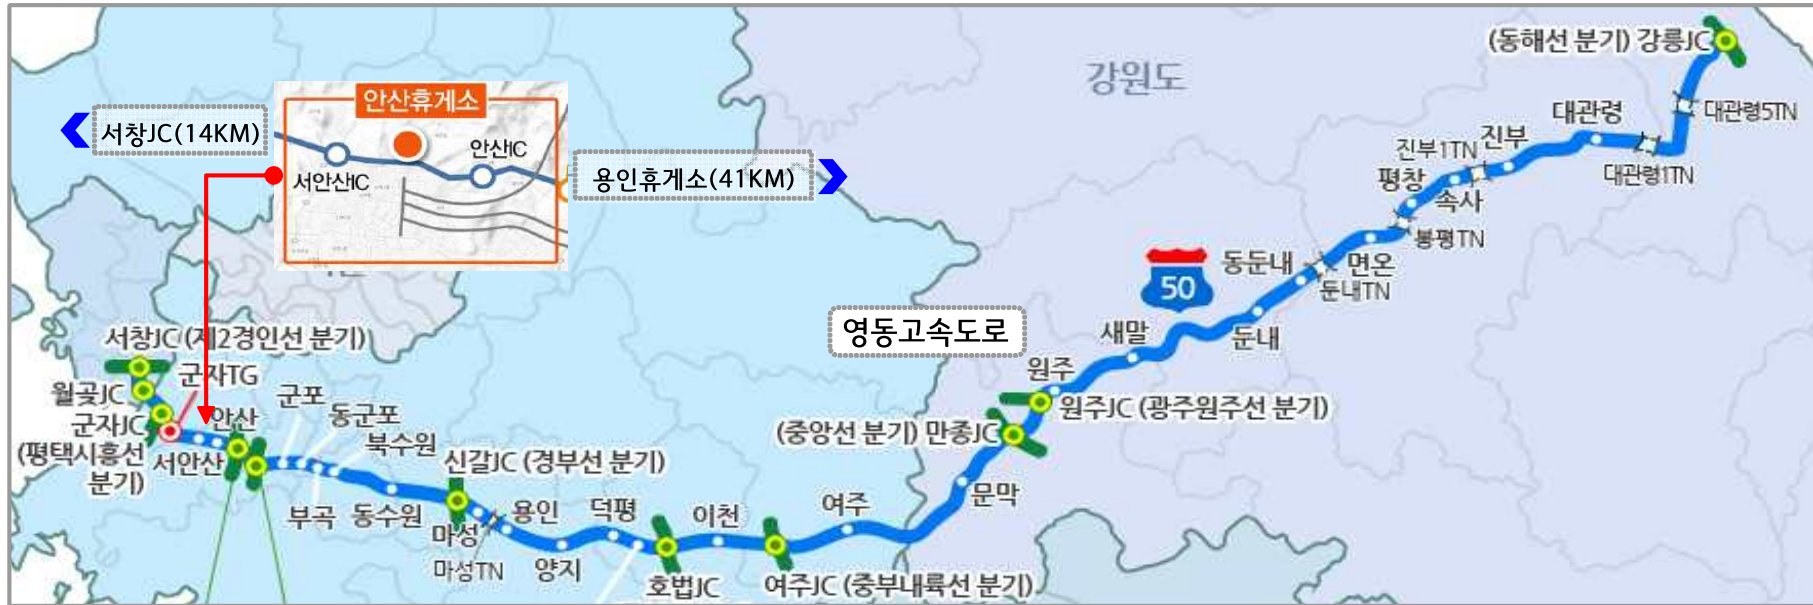 (동해선 분기) 강릉JC
강원도
안산휴게소
서창JC(14KM)
안산IC
서안산IC
용인휴게소(41KM)
대관령5TN
대관령
진부
진부1TN
대관령1TN
평창
속사
봉평TN
동둔내
면온
둔내TN
50
영동고속도로
새말
둔내
서창JC (제2경인선 분기)
군자TG
월곶JC
군자JC
(평택시흥선
분기)
안산
서안산
군포
동군포
북수원
원주
원주JC (광주원주선 분기)
(중앙선 분기) 만종JC
신갈JC (경부선 분기)
문막
부곡
동수원
마성
마성TN
용인
양지
덕평
이천
여주
호법JC
여주JC (중부내륙선 분기)